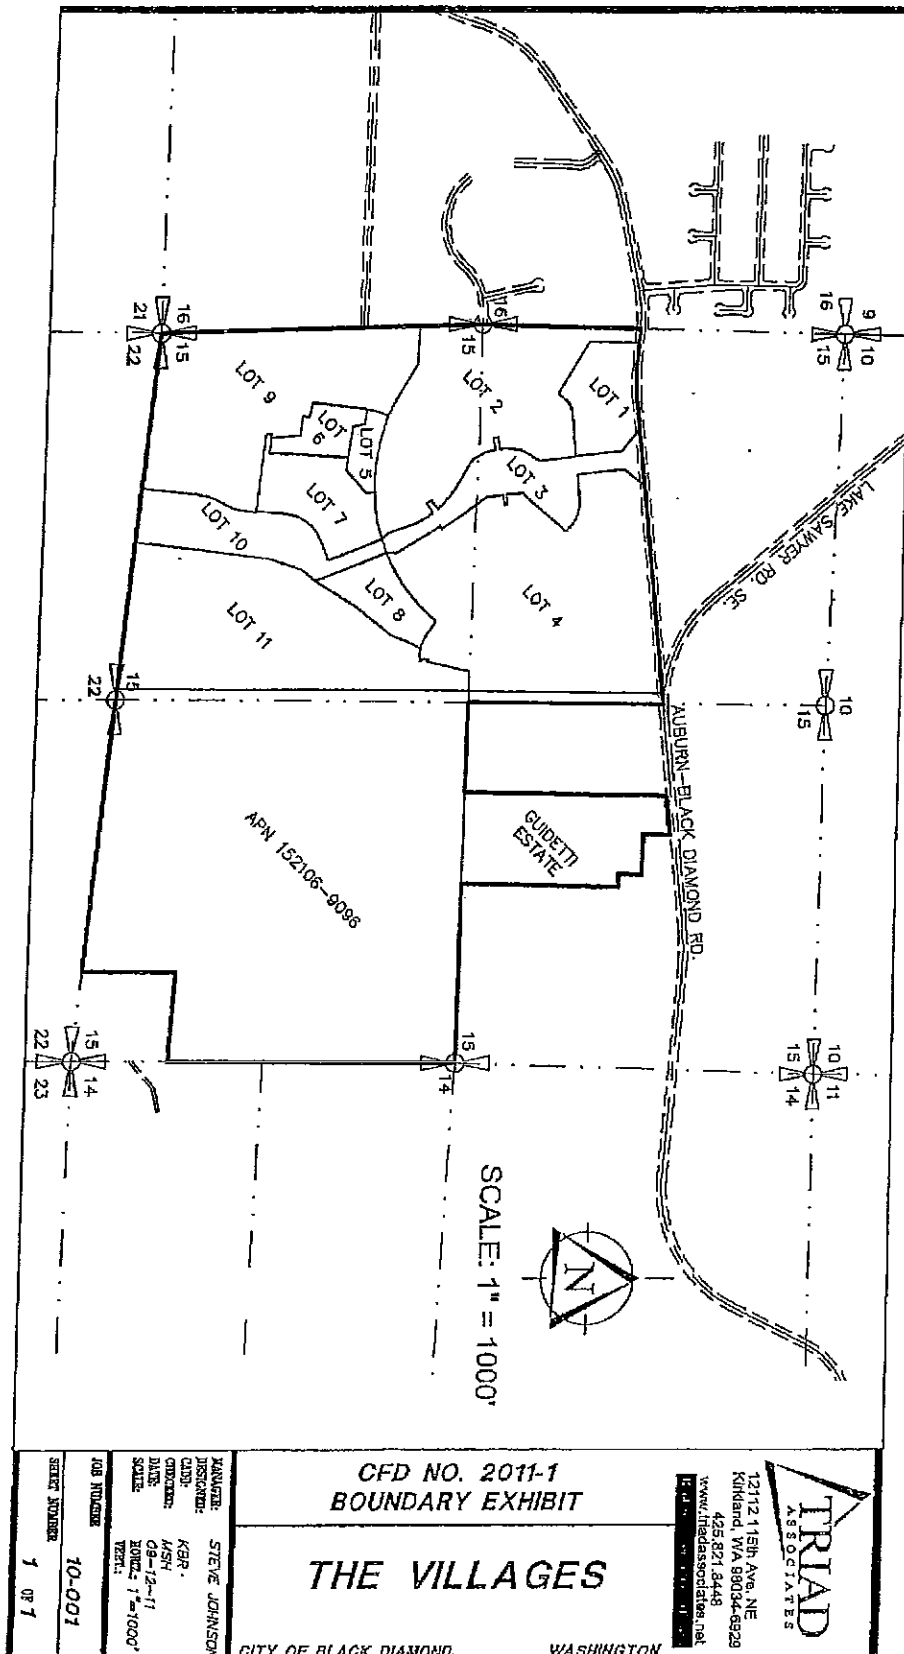 9
10
16
15
16
15
21
22
16
15
LOT 1
LOT 2
LOT 3
LOT 4
LOT 5
LOT 6
LOT 7
LOT 8
LOT 9
LOT 10
LOT 11
LAKE SAWYER RD. SE.
AUBURN-BLACK DIAMOND RD.
10
15
15
22
APN 152106-9096
GUIDETTI
ESTATE
10
11
15
14
15
14
15
14
22
23
N
SCALE: 1" = 1000'
TRIAD
ASSOCIATES
12112 115th Ave. NE
Kirkland, WA 98034-6929
425.821.8448
www.triadassociates.net
CFD NO. 2011-1
BOUNDARY EXHIBIT
THE VILLAGES
CITY OF BLACK DIAMOND, WASHINGTON
MANAGER: STEVE JOHNSON
DESIGNED:
CADD: KBR
CHECKED: MSH
DATE: 09-12-11
SCALE: HORIZ.: 1"=1000'
VERT.:
JOB NUMBER
10-001
SHEET NUMBER
1 OF 1